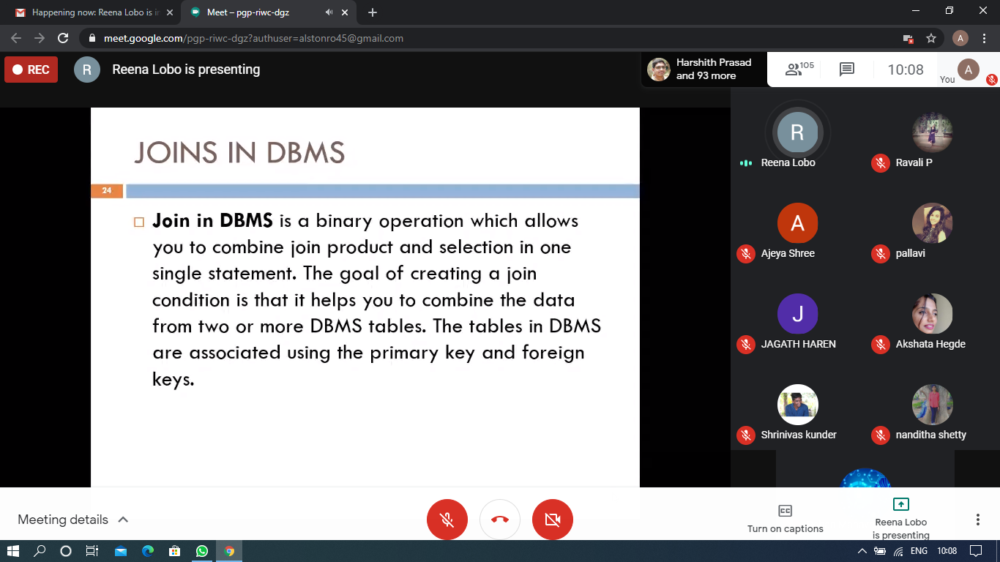 Happening now: Reena Lobo is in
Meet – pgp-riwc-dgz
meet.google.com/pgp-riwc-dgz?authuser=alstonro45@gmail.com
A
REC
R
Reena Lobo is presenting
Harshith Prasad
and 93 more
105
10:08
You
A
JOINS IN DBMS
24
Join in DBMS is a binary operation which allows
you to combine join product and selection in one
single statement. The goal of creating a join
condition is that it helps you to combine the data
from two or more DBMS tables. The tables in DBMS
are associated using the primary key and foreign
keys.
R
Reena Lobo
Ravali P
A
Ajeya Shree
pallavi
J
JAGATH HAREN
Akshata Hegde
Shrinivas kunder
nanditha shetty
Meeting details
CC
Turn on captions
Reena Lobo
is presenting
ENG
10:08